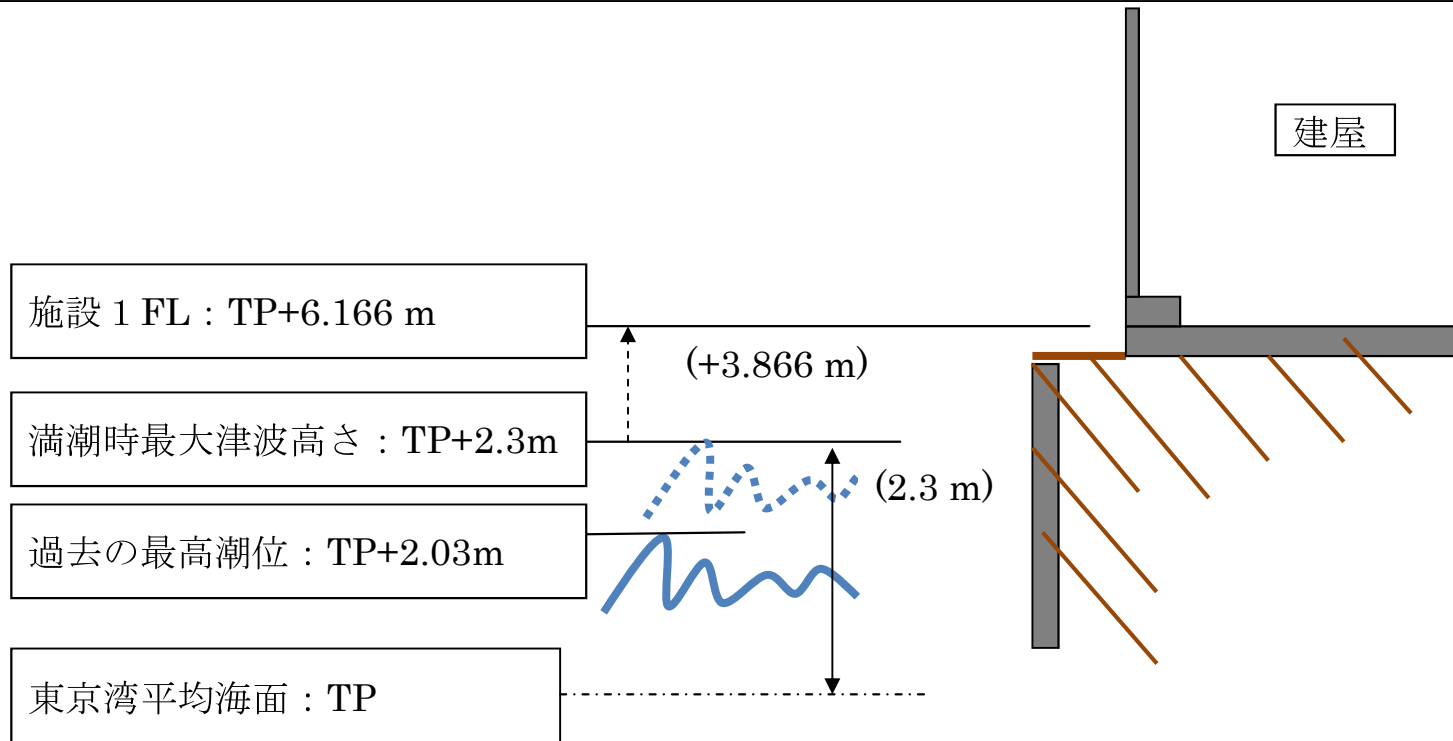 建屋
施設 1 FL：TP+6.166 m
(+3.866 m)
満潮時最大津波高さ：TP+2.3m
(2.3 m)
過去の最高潮位：TP+2.03m
東京湾平均海面：TP